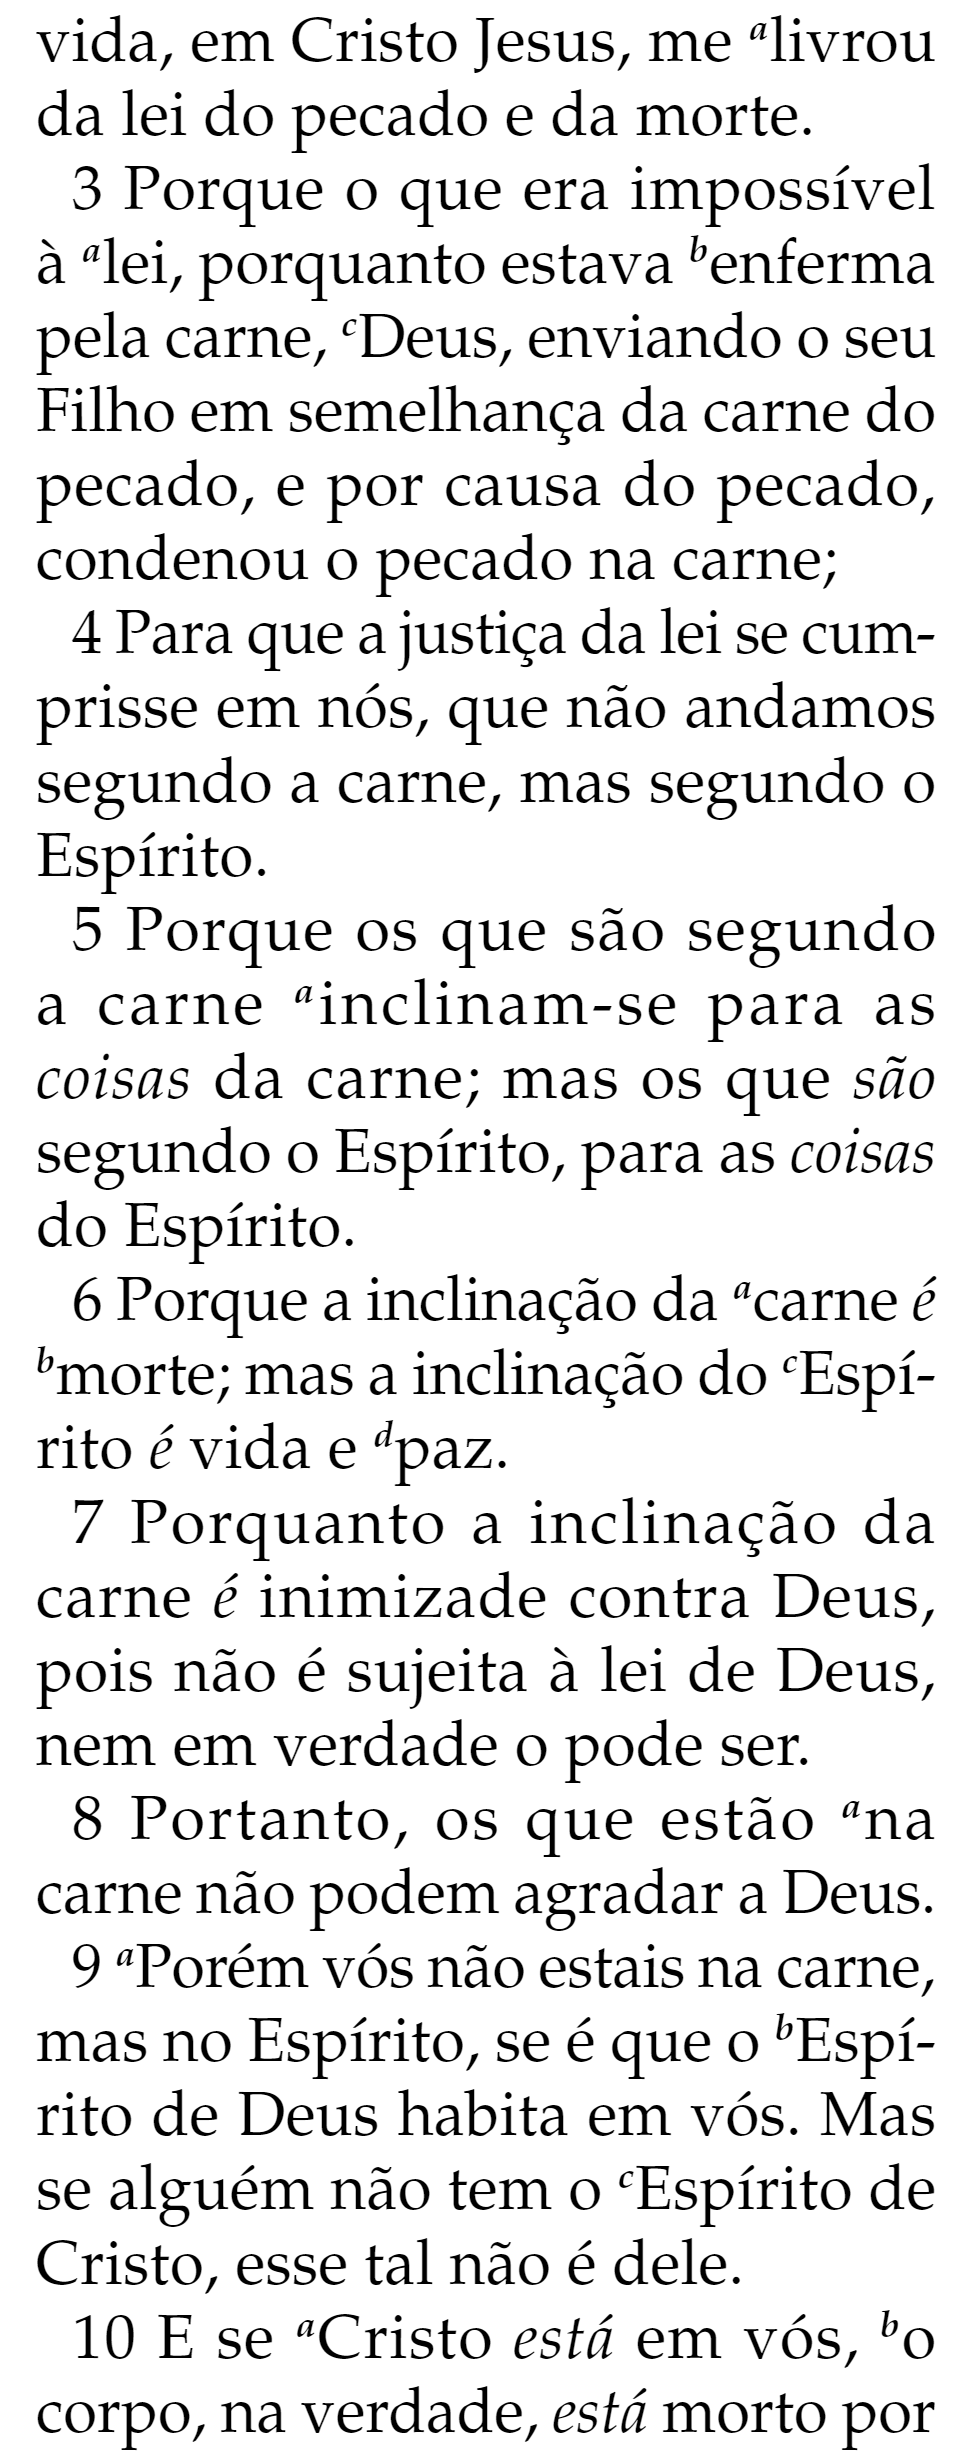 vida, em Cristo Jesus, me ᵃlivrou
da lei do pecado e da morte.
3 Porque o que era impossível
à ᵃlei, porquanto estava ᵇenferma
pela carne, ᶜDeus, enviando o seu
Filho em semelhança da carne do
pecado, e por causa do pecado,
condenou o pecado na carne;
4 Para que a justiça da lei se cum-
prisse em nós, que não andamos
segundo a carne, mas segundo o
Espírito.
5 Porque os que são segundo
a carne ᵃinclinam-se para as
coisas da carne; mas os que são
segundo o Espírito, para as coisas
do Espírito.
6 Porque a inclinação da ᵃcarne é
ᵇmorte; mas a inclinação do ᶜEspí-
rito é vida e ᵈpaz.
7 Porquanto a inclinação da
carne é inimizade contra Deus,
pois não é sujeita à lei de Deus,
nem em verdade o pode ser.
8 Portanto, os que estão ᵃna
carne não podem agradar a Deus.
9 ᵃPorém vós não estais na carne,
mas no Espírito, se é que o ᵇEspí-
rito de Deus habita em vós. Mas
se alguém não tem o ᶜEspírito de
Cristo, esse tal não é dele.
10 E se ᵃCristo está em vós, ᵇo
corpo, na verdade, está morto por